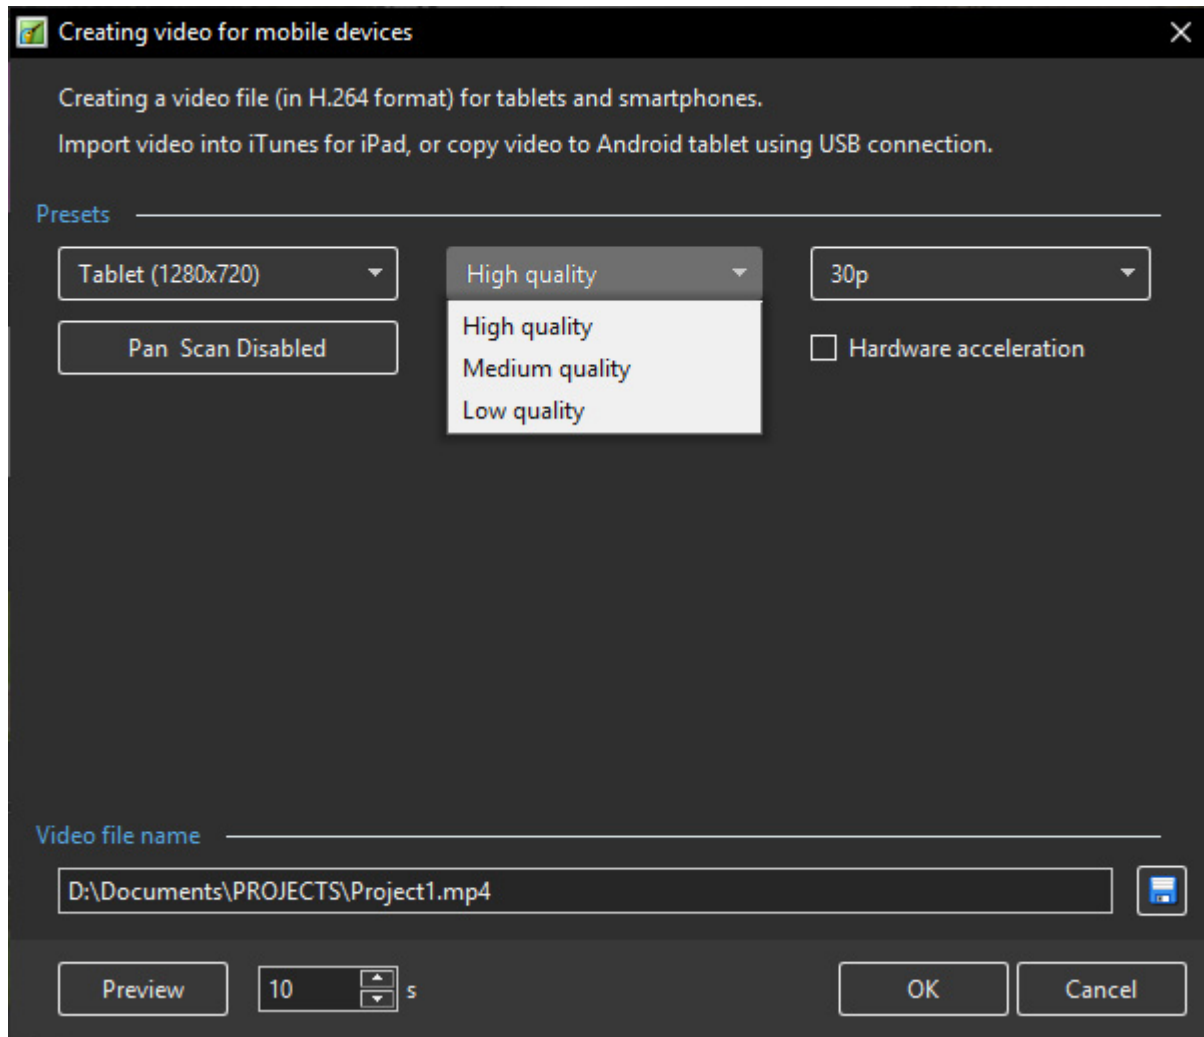 Creating video for mobile devices
Creating a video file (in H.264 format) for tablets and smartphones.
Import video into iTunes for iPad, or copy video to Android tablet using USB connection.
Presets
Tablet (1280x720)
High quality
30p
Pan  Scan Disabled
High quality
Medium quality
Low quality
Hardware acceleration
Video file name
D:\Documents\PROJECTS\Project1.mp4
Preview
10
s
OK
Cancel